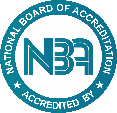 NATIONAL BOARD OF ACCREDITATION
NBA
ACCREDITED BY